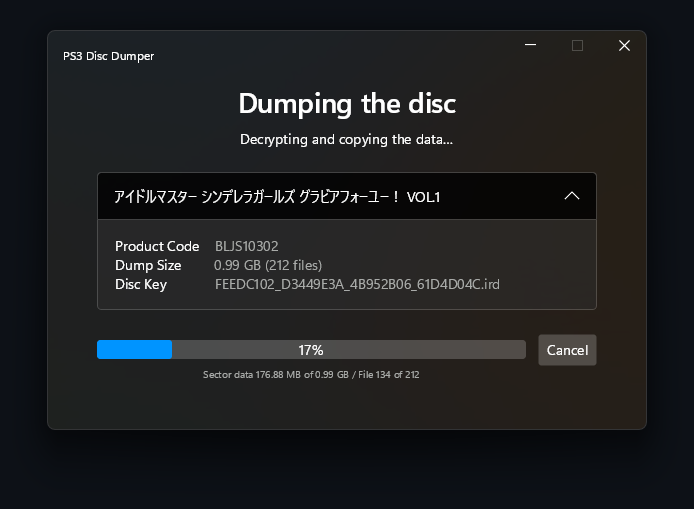 PS3 Disc Dumper
Dumping the disc
Decrypting and copying the data...
アイドルマスター シンデレラガールズ グラビアフォーユー！ VOL.1
Product Code BLJS10302
Dump Size 0.99 GB (212 files)
Disc Key FEEDC102_D3449E3A_4B952B06_61D4D04C.ird
17%
Cancel
Sector data 176.88 MB of 0.99 GB / File 134 of 212